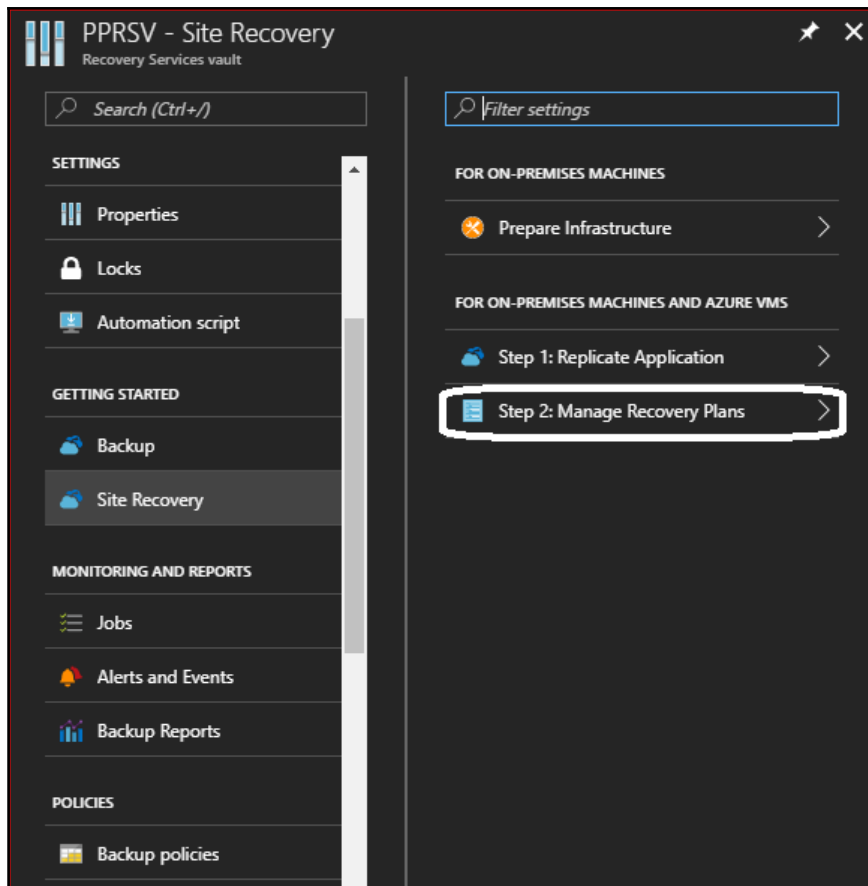 PPRSV - Site Recovery
Recovery Services vault
Search (Ctrl+/)
SETTINGS
Properties
Locks
Automation script
GETTING STARTED
Backup
Site Recovery
MONITORING AND REPORTS
Jobs
Alerts and Events
Backup Reports
POLICIES
Backup policies
Filter settings
FOR ON-PREMISES MACHINES
Prepare Infrastructure
FOR ON-PREMISES MACHINES AND AZURE VMS
Step 1: Replicate Application
Step 2: Manage Recovery Plans